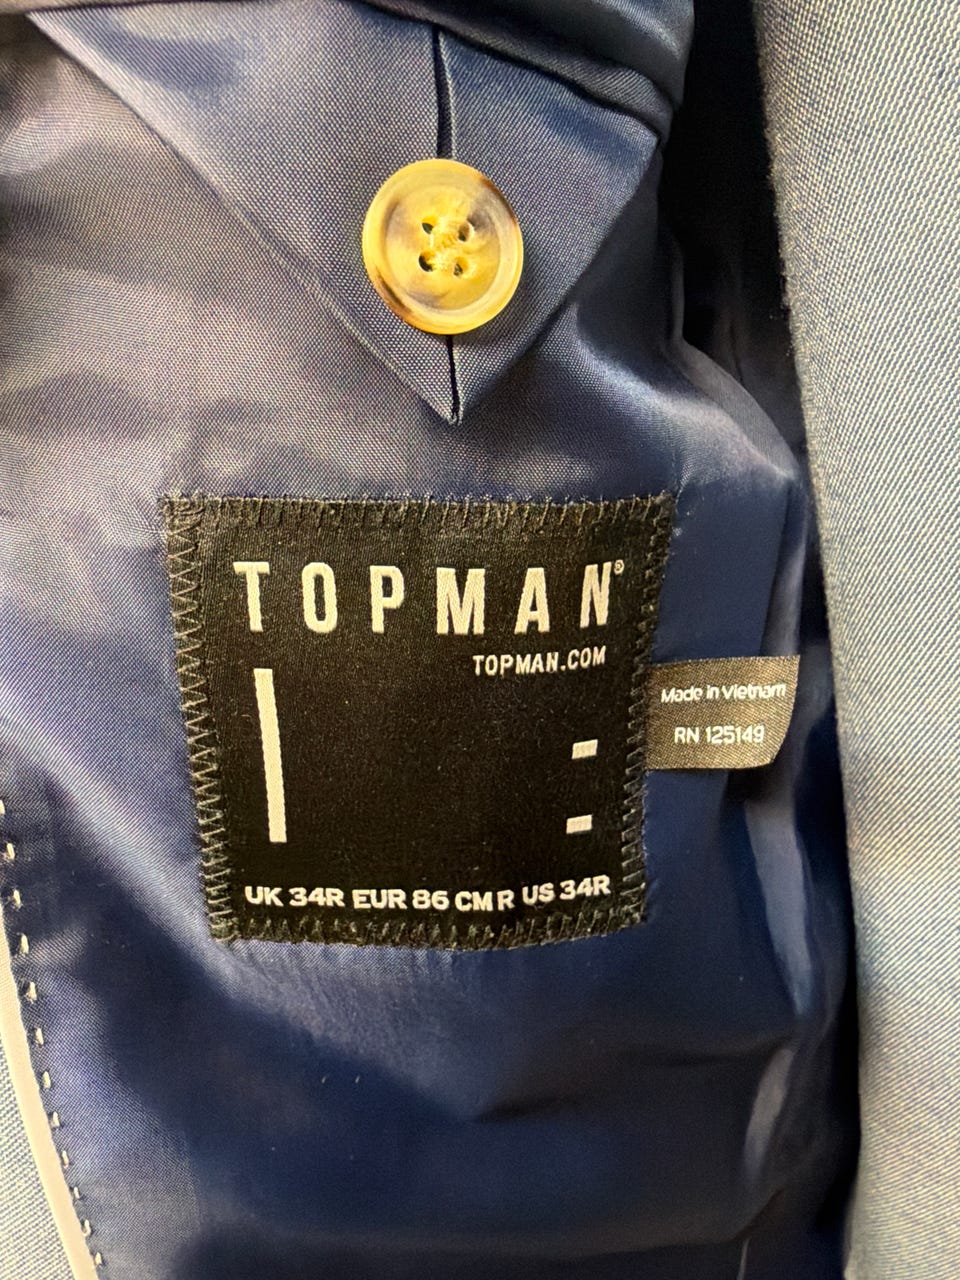 TOPMAN®
TOPMAN.COM
Made in Vietnam
RN 125149
UK 34R EUR 86 CM R US 34R